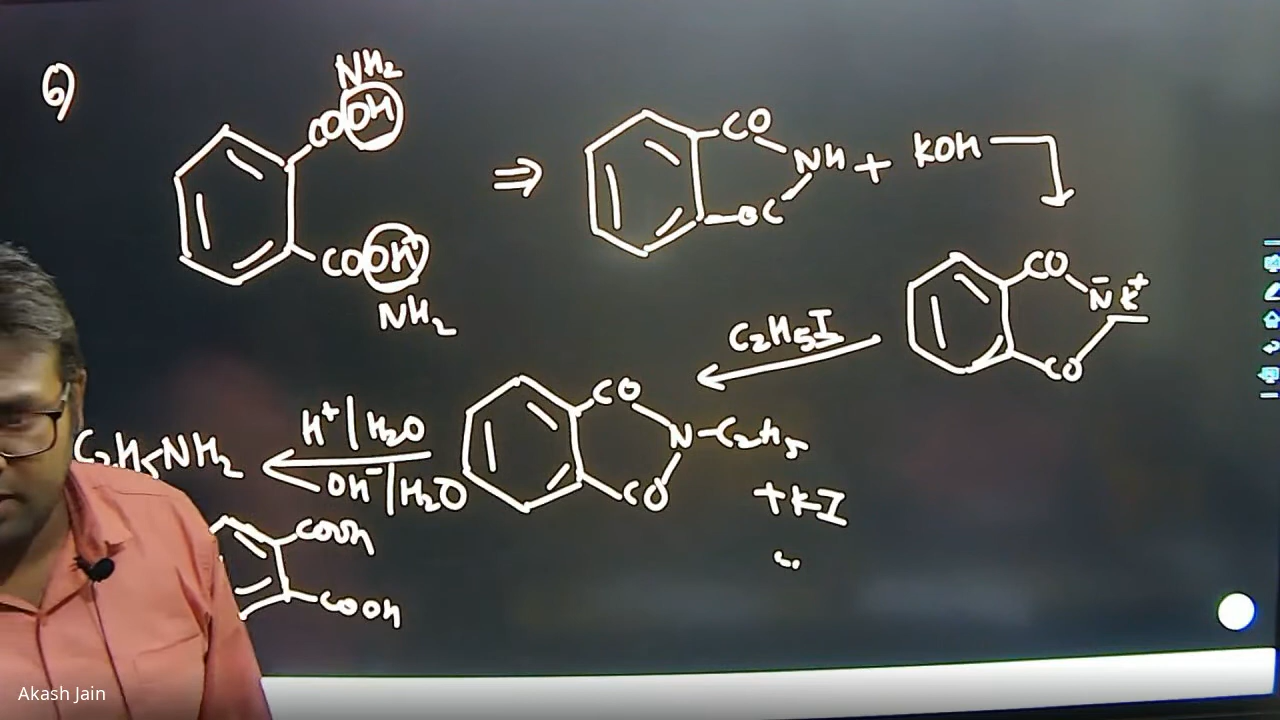 6)
NH₂
COOH
COOH
NH₂
⇒
CO
NH + KOH
OC
CO
N̄ K⁺
CO
C₂H₅I
CO
N-C₂H₅
CO
+ KI
H⁺/H₂O
OH⁻/H₂O
C₂H₅NH₂
COOH
COOH
Akash Jain